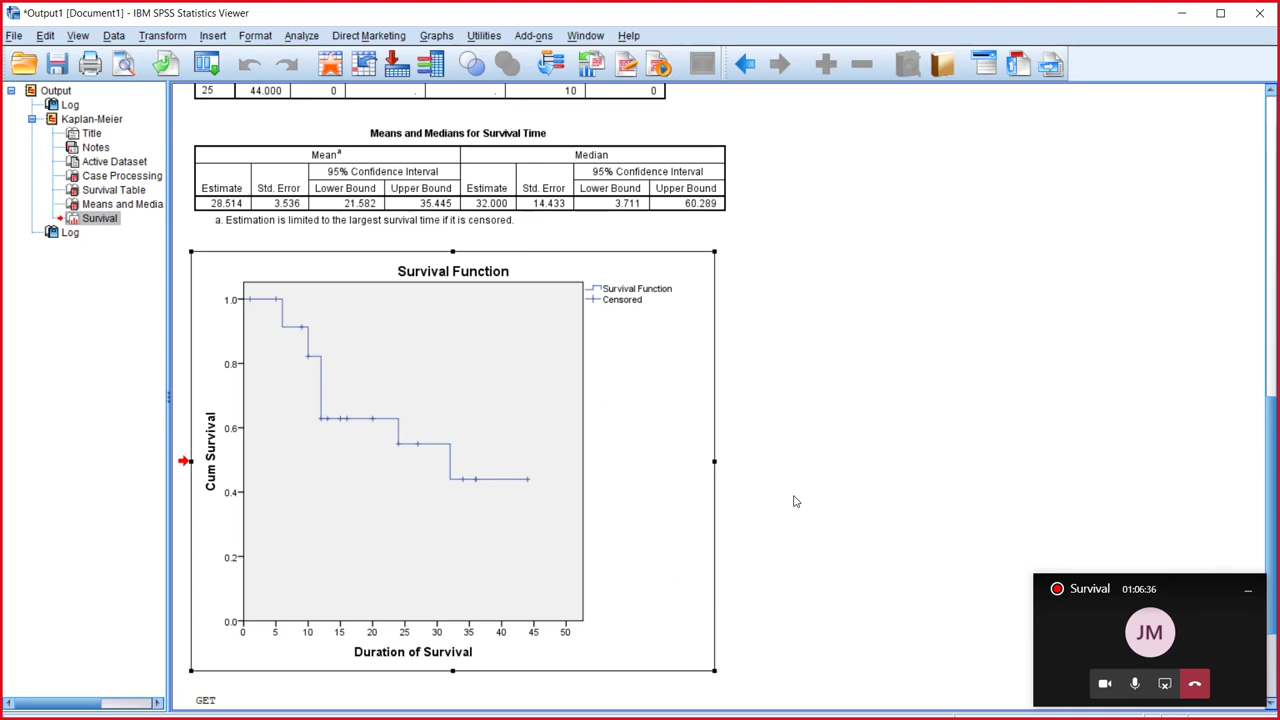 *Output1 [Document1] - IBM SPSS Statistics Viewer
File Edit View Data Transform Insert Format Analyze Direct Marketing Graphs Utilities Add-ons Window Help
Output
Log
Kaplan-Meier
Title
Notes
Active Dataset
Case Processing
Survival Table
Means and Media
Survival
Log
25 44.000 0 . . 10 0
Means and Medians for Survival Time
Meana Median
95% Confidence Interval 95% Confidence Interval
Estimate Std. Error Lower Bound Upper Bound Estimate Std. Error Lower Bound Upper Bound
28.514 3.536 21.582 35.445 32.000 14.433 3.711 60.289
a. Estimation is limited to the largest survival time if it is censored.
Survival Function
Survival Function
Censored
1.0
0.8
0.6
0.4
0.2
0.0
Cum Survival
0 5 10 15 20 25 30 35 40 45 50
Duration of Survival
GET
Survival 01:06:36
JM